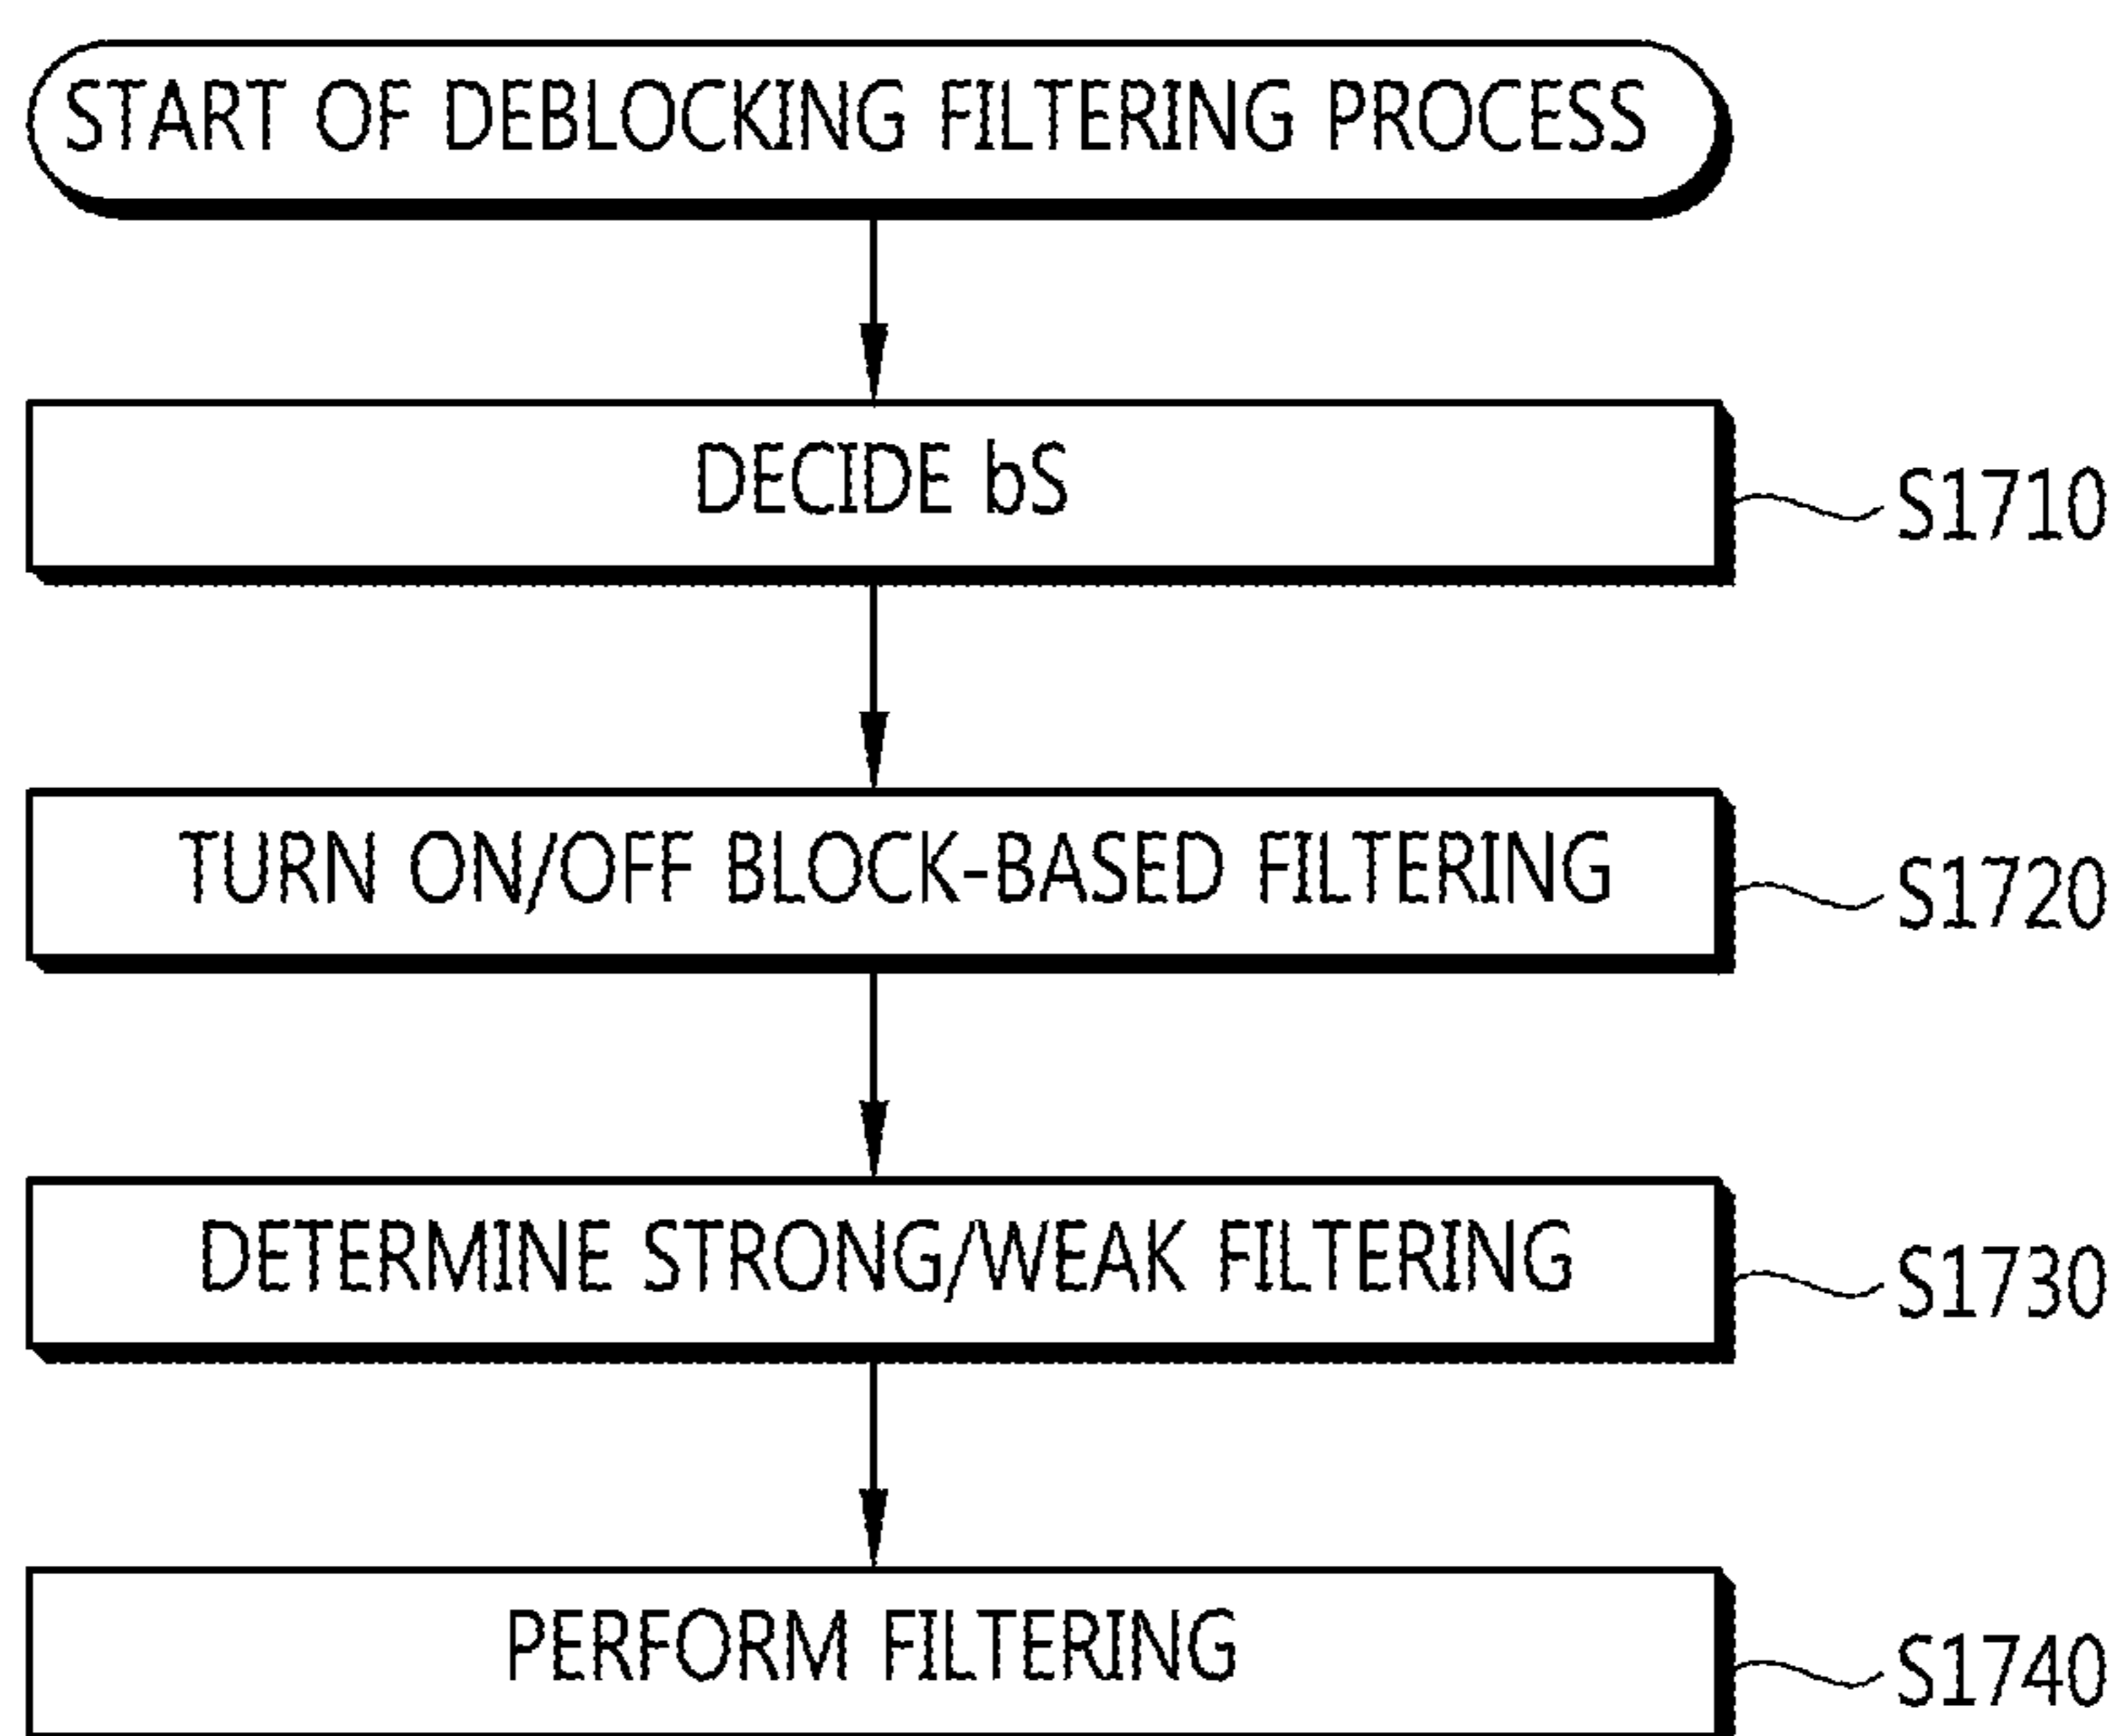 START OF DEBLOCKING FILTERING PROCESS
DECIDE bS
S1710
TURN ON/OFF BLOCK-BASED FILTERING
S1720
DETERMINE STRONG/WEAK FILTERING
S1730
PERFORM FILTERING
S1740